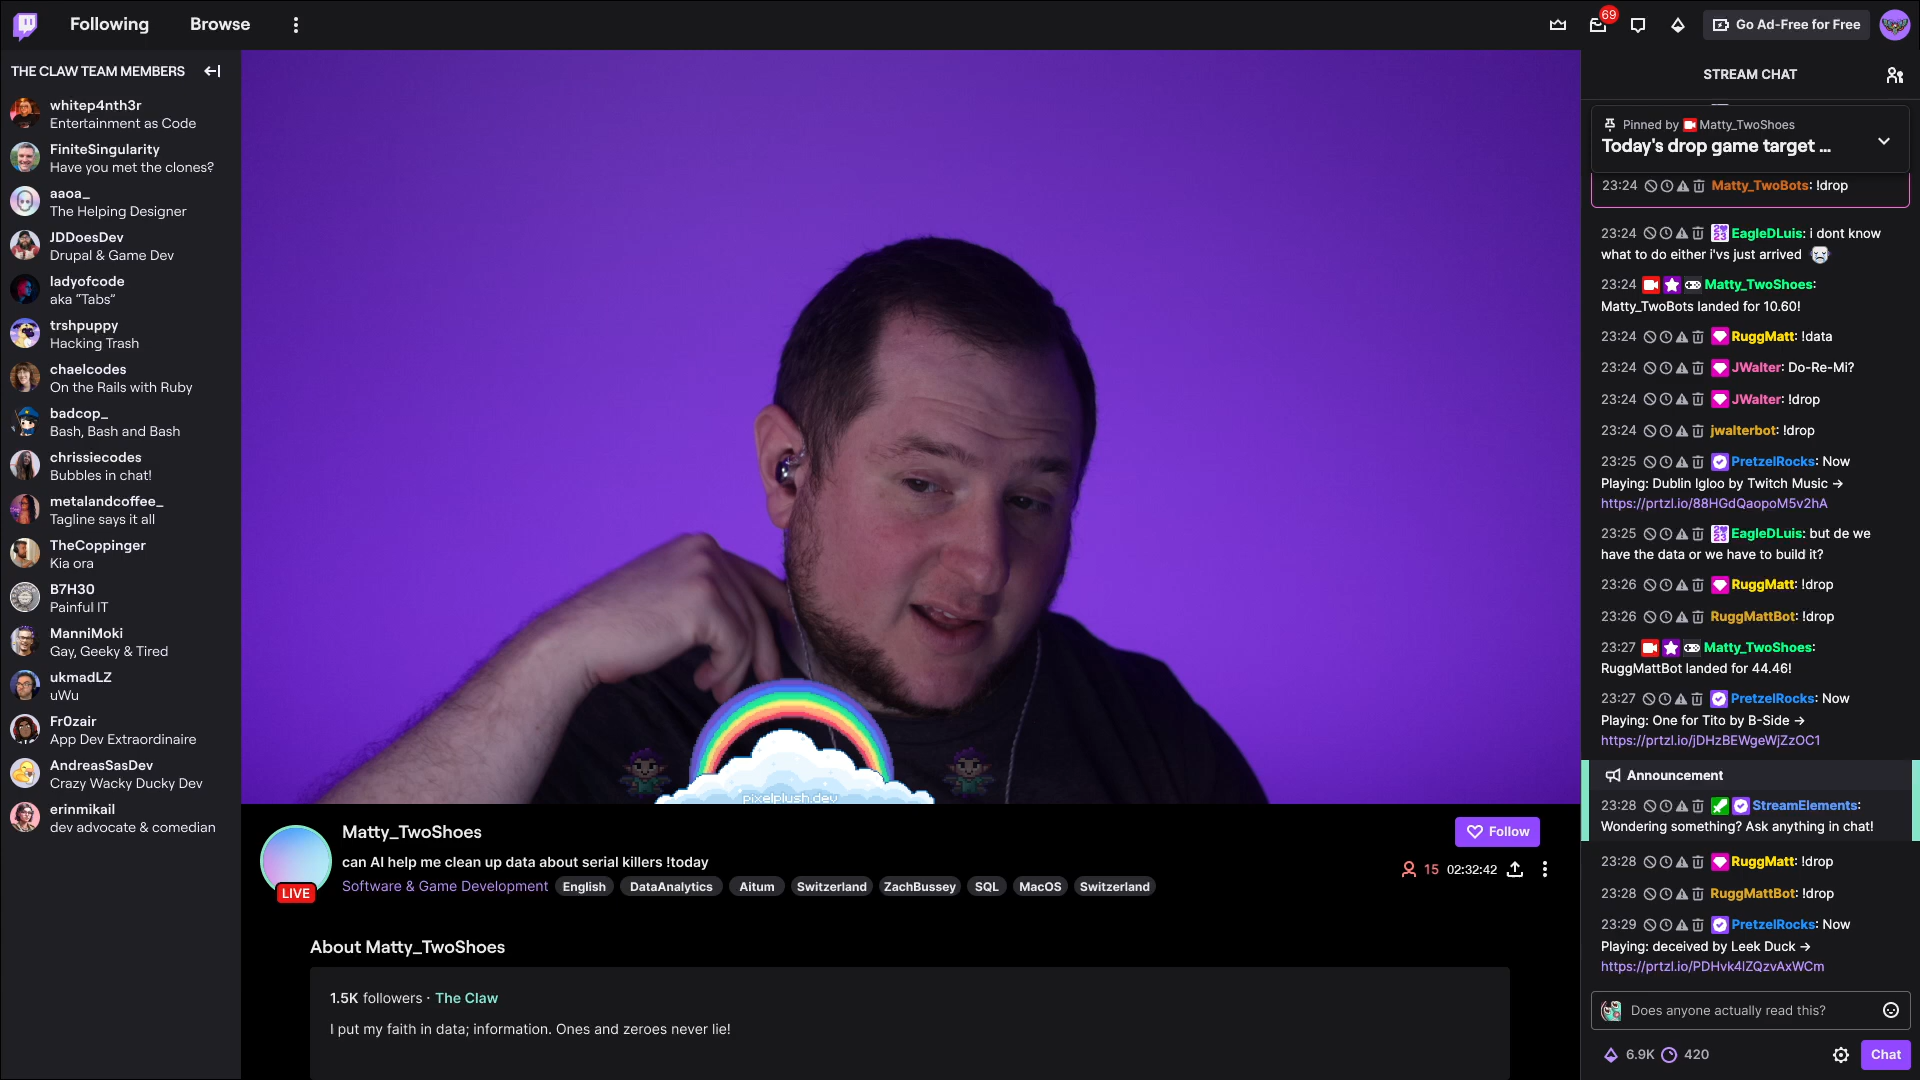 Following
Browse
69
Go Ad-Free for Free
THE CLAW TEAM MEMBERS
whitep4nth3r
Entertainment as Code
FiniteSingularity
Have you met the clones?
aaoa_
The Helping Designer
JDDoesDev
Drupal & Game Dev
ladyofcode
aka “Tabs”
trshpuppy
Hacking Trash
chaelcodes
On the Rails with Ruby
badcop_
Bash, Bash and Bash
chrissiecodes
Bubbles in chat!
metalandcoffee_
Tagline says it all
TheCoppinger
Kia ora
B7H30
Painful IT
ManniMoki
Gay, Geeky & Tired
ukmadLZ
uWu
Fr0zair
App Dev Extraordinaire
AndreasSasDev
Crazy Wacky Ducky Dev
erinmikail
dev advocate & comedian
pixelplush.dev
LIVE
Matty_TwoShoes
can AI help me clean up data about serial killers !today
Software & Game Development
English
DataAnalytics
Aitum
Switzerland
ZachBussey
SQL
MacOS
Switzerland
Follow
15
02:32:42
About Matty_TwoShoes
1.5K followers · The Claw
I put my faith in data; information. Ones and zeroes never lie!
STREAM CHAT
Pinned by Matty_TwoShoes
Today's drop game target ...
23:24 Matty_TwoBots: !drop
23:24 2023 EagleDLuis: i dont know
what to do either i'vs just arrived
23:24 Matty_TwoShoes:
Matty_TwoBots landed for 10.60!
23:24 RuggMatt: !data
23:24 JWalter: Do-Re-Mi?
23:24 JWalter: !drop
23:24 jwalterbot: !drop
23:25 PretzelRocks: Now
Playing: Dublin Igloo by Twitch Music →
https://prtzl.io/88HGdQaopoM5v2hA
23:25 2023 EagleDLuis: but de we
have the data or we have to build it?
23:26 RuggMatt: !drop
23:26 RuggMattBot: !drop
23:27 Matty_TwoShoes:
RuggMattBot landed for 44.46!
23:27 PretzelRocks: Now
Playing: One for Tito by B-Side →
https://prtzl.io/jDHzBEWgeWjZzOC1
Announcement
23:28 StreamElements:
Wondering something? Ask anything in chat!
23:28 RuggMatt: !drop
23:28 RuggMattBot: !drop
23:29 PretzelRocks: Now
Playing: deceived by Leek Duck →
https://prtzl.io/PDHvk4lZQzvAxWCm
Does anyone actually read this?
6.9K
420
Chat